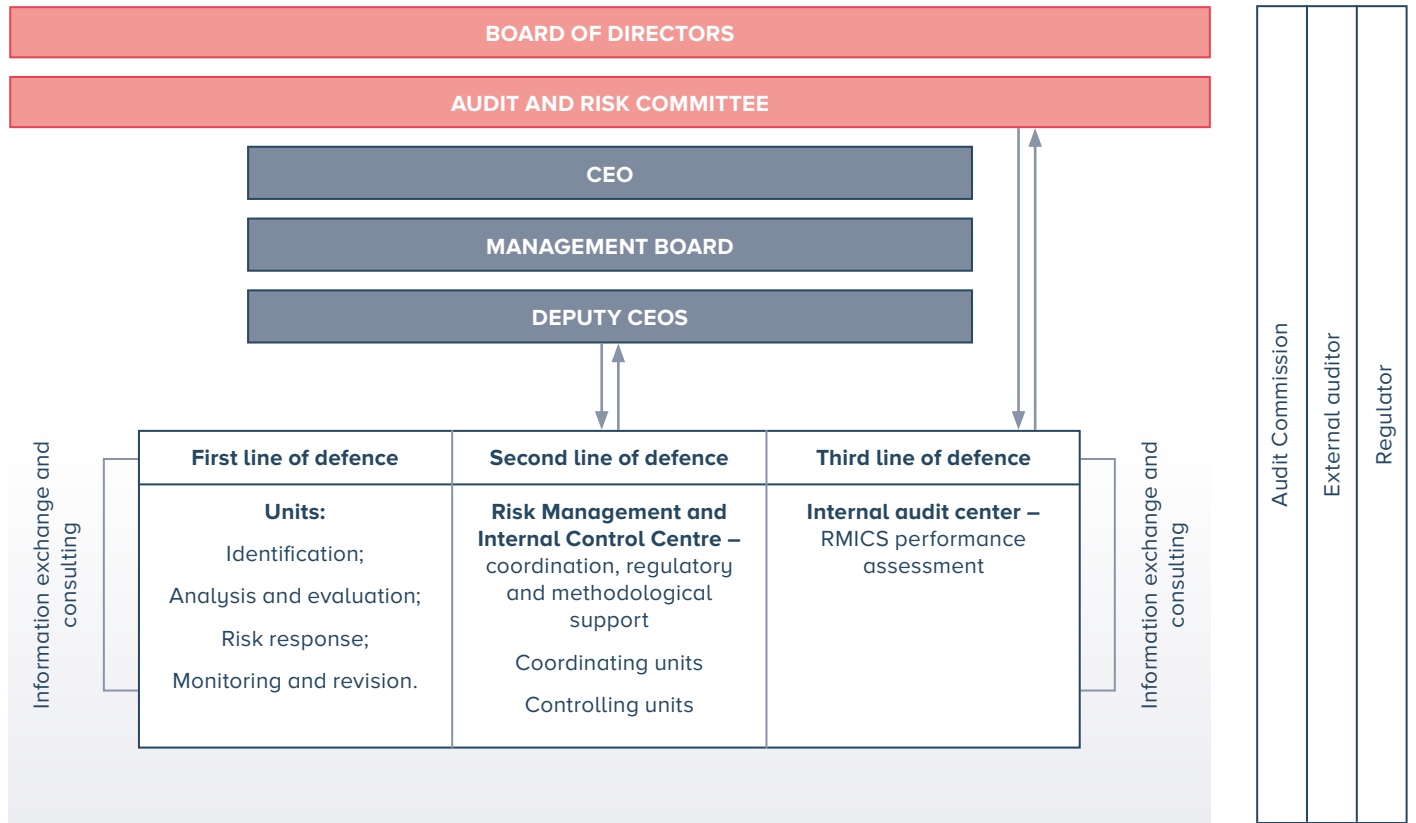 BOARD OF DIRECTORS
AUDIT AND RISK COMMITTEE
CEO
MANAGEMENT BOARD
DEPUTY CEOS
Information exchange and
consulting
First line of defence
Units:
Identification;
Analysis and evaluation;
Risk response;
Monitoring and revision.
Second line of defence
Risk Management and
Internal Control Centre –
coordination, regulatory
and methodological
support
Coordinating units
Controlling units
Third line of defence
Internal audit center –
RMICS performance
assessment
Information exchange and
consulting
Audit Commission
External auditor
Regulator